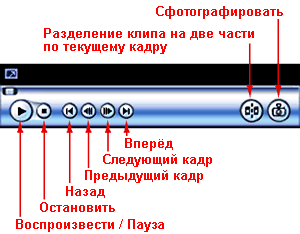 Сфотографировать
Разделение клипа на две части
по текущему кадру
Вперёд
Следующий кадр
Предыдущий кадр
Назад
Остановить
Воспроизвести / Пауза